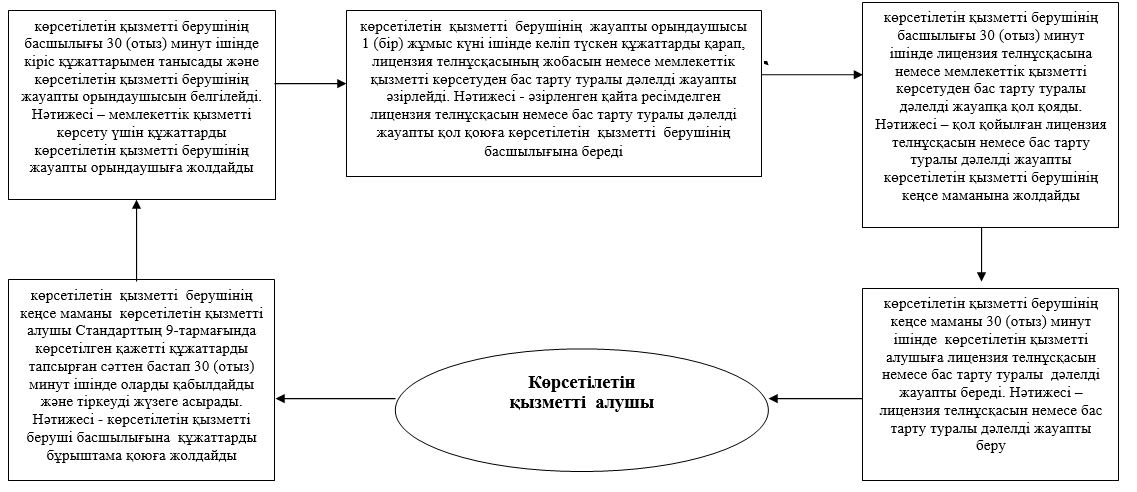 көрсетілетін қызметті берушінің
басшылығы 30 (отыз) минут ішінде
кіріс құжаттарымен танысады және
көрсетілетін қызметті берушінің
жауапты орындаушысын белгілейді.
Нәтижесі – мемлекеттік қызметті
көрсету үшін құжаттарды
көрсетілетін қызметті берушінің
жауапты орындаушыға жолдайды
көрсетілетін қызметті берушінің жауапты орындаушысы
1 (бір) жұмыс күні ішінде келіп түскен құжаттарды қарап,
лицензия телнұсқасының жобасын немесе мемлекеттік
қызметті көрсетуден бас тарту туралы дәлелді жауапты
әзірлейді. Нәтижесі - әзірленген қайта ресімделген
лицензия телнұсқасын немесе бас тарту туралы дәлелді
жауапты қол қоюға көрсетілетін қызметті берушінің
басшылығына береді
көрсетілетін қызметті берушінің
басшылығы 30 (отыз) минут
ішінде лицензия телнұсқасына
немесе мемлекеттік қызметті
көрсетуден бас тарту туралы
дәлелді жауапқа қол қояды.
Нәтижесі – қол қойылған лицензия
телнұсқасын немесе бас тарту
туралы дәлелді жауапты
көрсетілетін қызметті берушінің
кеңсе маманына жолдайды
көрсетілетін қызметті берушінің
кеңсе маманы көрсетілетін қызметті
алушы Стандарттың 9-тармағында
көрсетілген қажетті құжаттарды
тапсырған сәттен бастап 30 (отыз)
минут ішінде оларды қабылдайды
және тіркеуді жүзеге асырады.
Нәтижесі - көрсетілетін қызметті
беруші басшылығына құжаттарды
бұрыштама қоюға жолдайды
Көрсетілетін
қызметті алушы
көрсетілетін қызметті берушінің
кеңсе маманы 30 (отыз) минут
ішінде көрсетілетін қызметті
алушыға лицензия телнұсқасын
немесе бас тарту туралы дәлелді
жауапты береді. Нәтижесі –
лицензия телнұсқасын немесе бас
тарту туралы дәлелді жауапты
беру